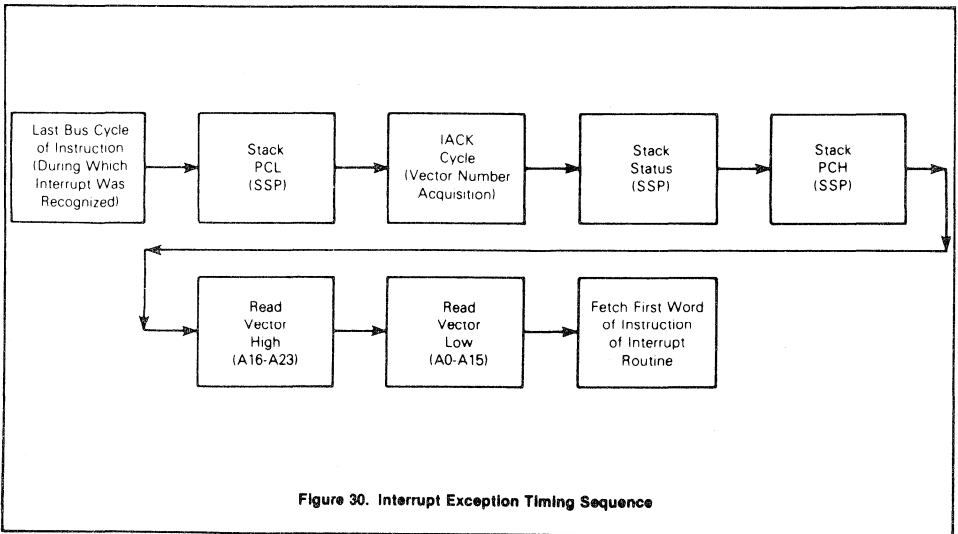 Last Bus Cycle
of Instruction
(During Which
Interrupt Was
Recognized)
Stack
PCL
(SSP)
IACK
Cycle
(Vector Number
Acquisition)
Stack
Status
(SSP)
Stack
PCH
(SSP)
Read
Vector
High
(A16-A23)
Read
Vector
Low
(A0-A15)
Fetch First Word
of Instruction
of Interrupt
Routine
Figure 30. Interrupt Exception Timing Sequence